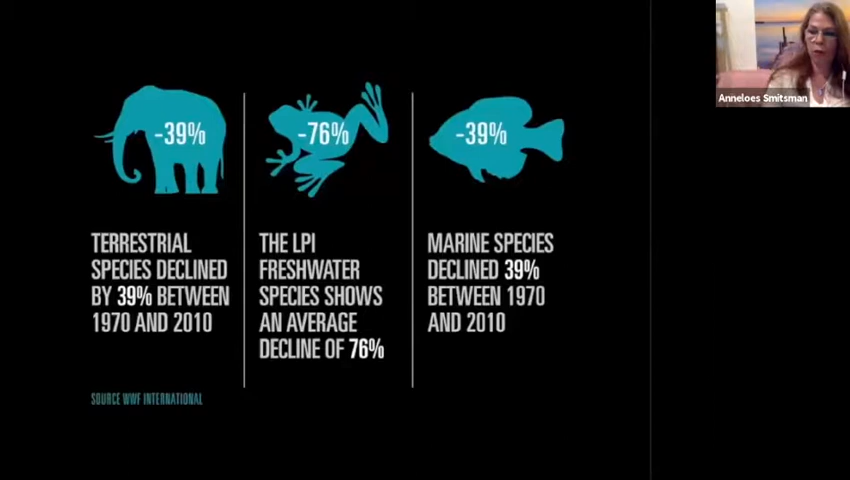 Anneloes Smitsman
-39%
-76%
-39%
TERRESTRIAL
SPECIES DECLINED
BY 39% BETWEEN
1970 AND 2010
THE LPI
FRESHWATER
SPECIES SHOWS
AN AVERAGE
DECLINE OF 76%
MARINE SPECIES
DECLINED 39%
BETWEEN 1970
AND 2010
SOURCE WWF INTERNATIONAL